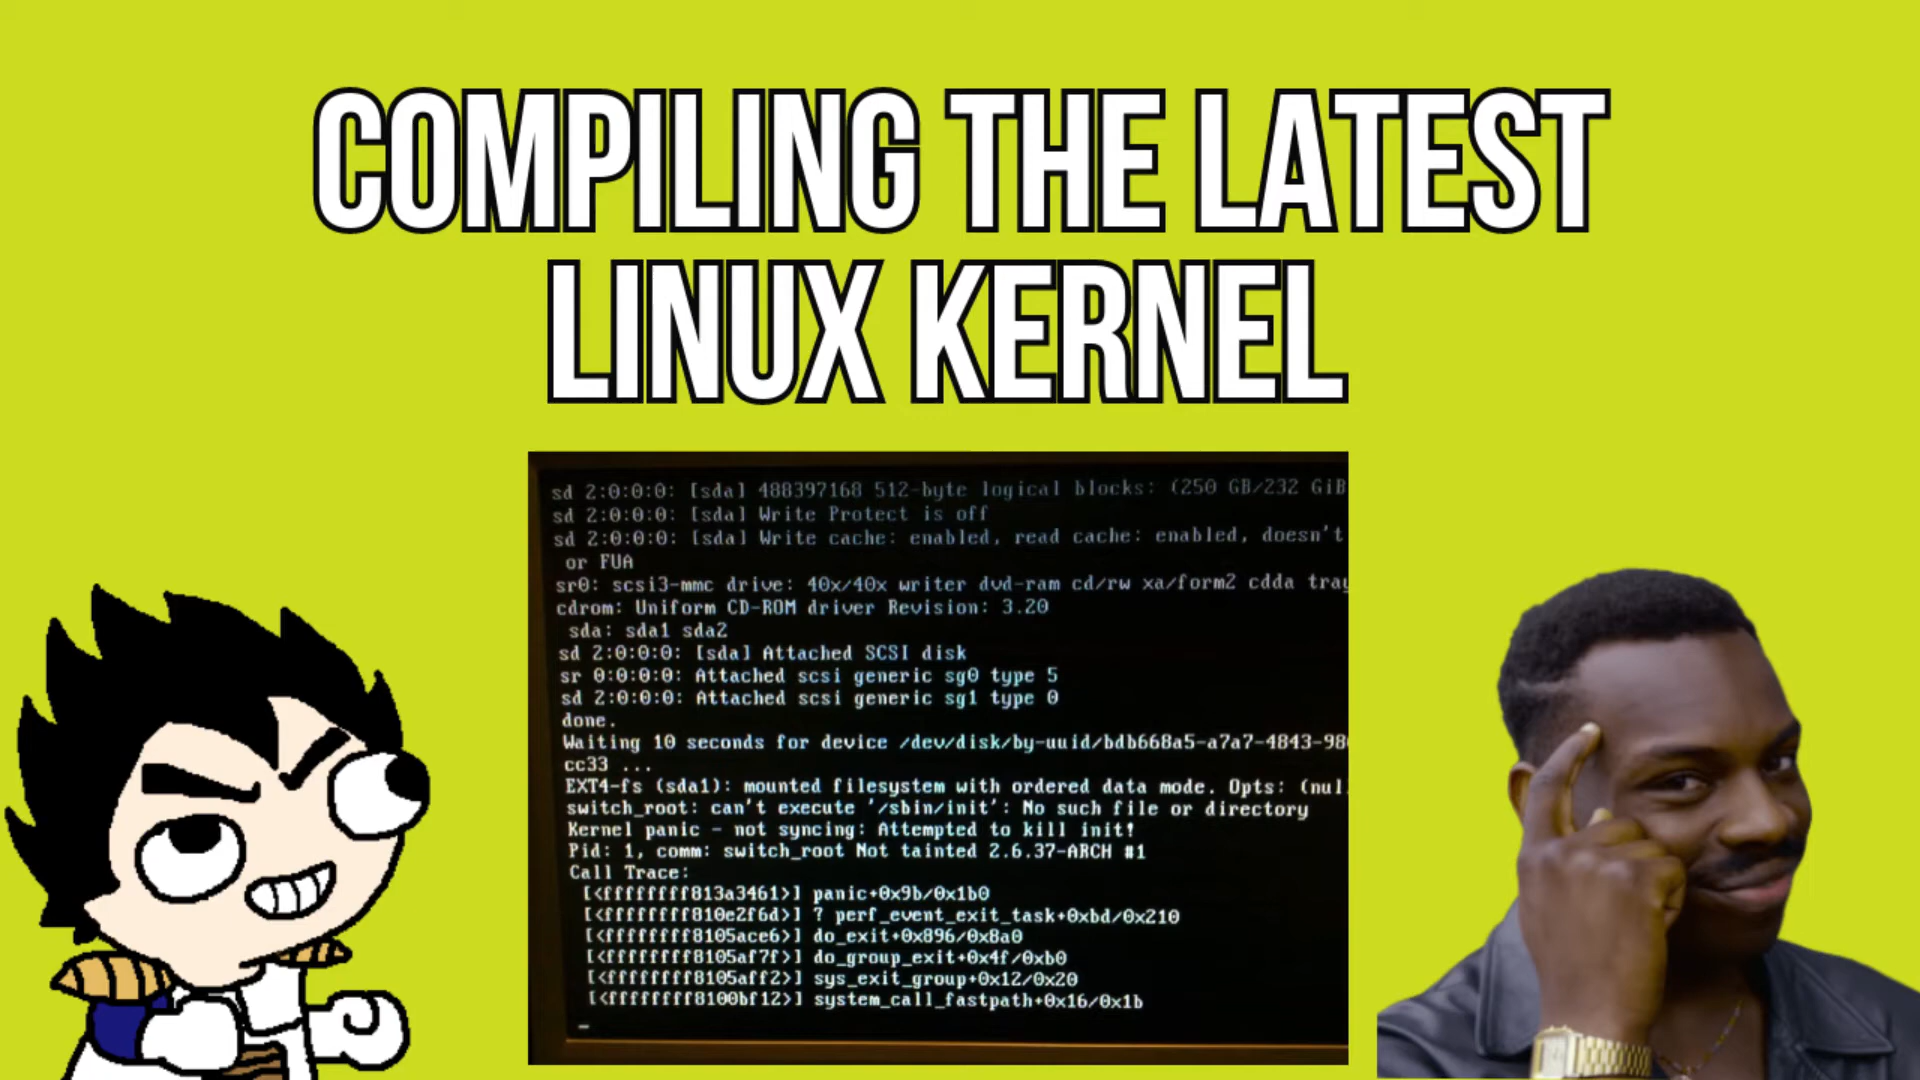 COMPILING THE LATEST
LINUX KERNEL
sd 2:0:0:0: [sda] 488397168 512-byte logical blocks: (250 GB/232 GiB
sd 2:0:0:0: [sda] Write Protect is off
sd 2:0:0:0: [sda] Write cache: enabled, read cache: enabled, doesn't
or FUA
sr0: scsi3-mmc drive: 40x/40x writer dvd-ram cd/rw xa/form2 cdda tray
cdrom: Uniform CD-ROM driver Revision: 3.20
sda: sda1 sda2
sd 2:0:0:0: [sda] Attached SCSI disk
sr 0:0:0:0: Attached scsi generic sg0 type 5
sd 2:0:0:0: Attached scsi generic sg1 type 0
done.
Waiting 10 seconds for device /dev/disk/by-uuid/bdb668a5-a7a7-4843-98
cc33 ...
EXT4-fs (sda1): mounted filesystem with ordered data mode. Opts: (nul
switch_root: can't execute '/sbin/init': No such file or directory
Kernel panic - not syncing: Attempted to kill init!
Pid: 1, comm: switch_root Not tainted 2.6.37-ARCH #1
Call Trace:
[<ffffffff813a3461>] panic+0x9b/0x1b0
[<ffffffff810e2f6d>] ? perf_event_exit_task+0xbd/0x210
[<ffffffff8105ace6>] do_exit+0x896/0x8a0
[<ffffffff8105af7f>] do_group_exit+0x4f/0xb0
[<ffffffff8105aff2>] sys_exit_group+0x12/0x20
[<ffffffff8100bf12>] system_call_fastpath+0x16/0x1b